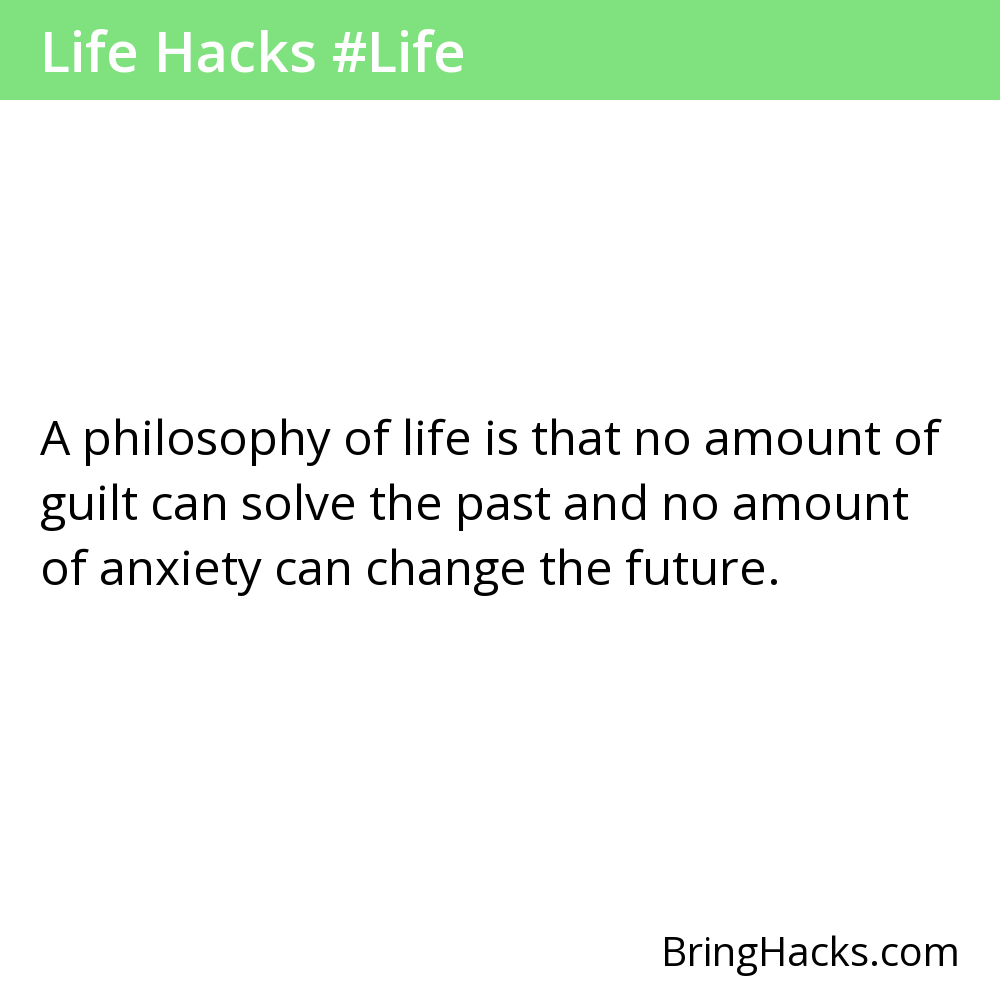 Life Hacks #Life
A philosophy of life is that no amount of
guilt can solve the past and no amount
of anxiety can change the future.
BringHacks.com